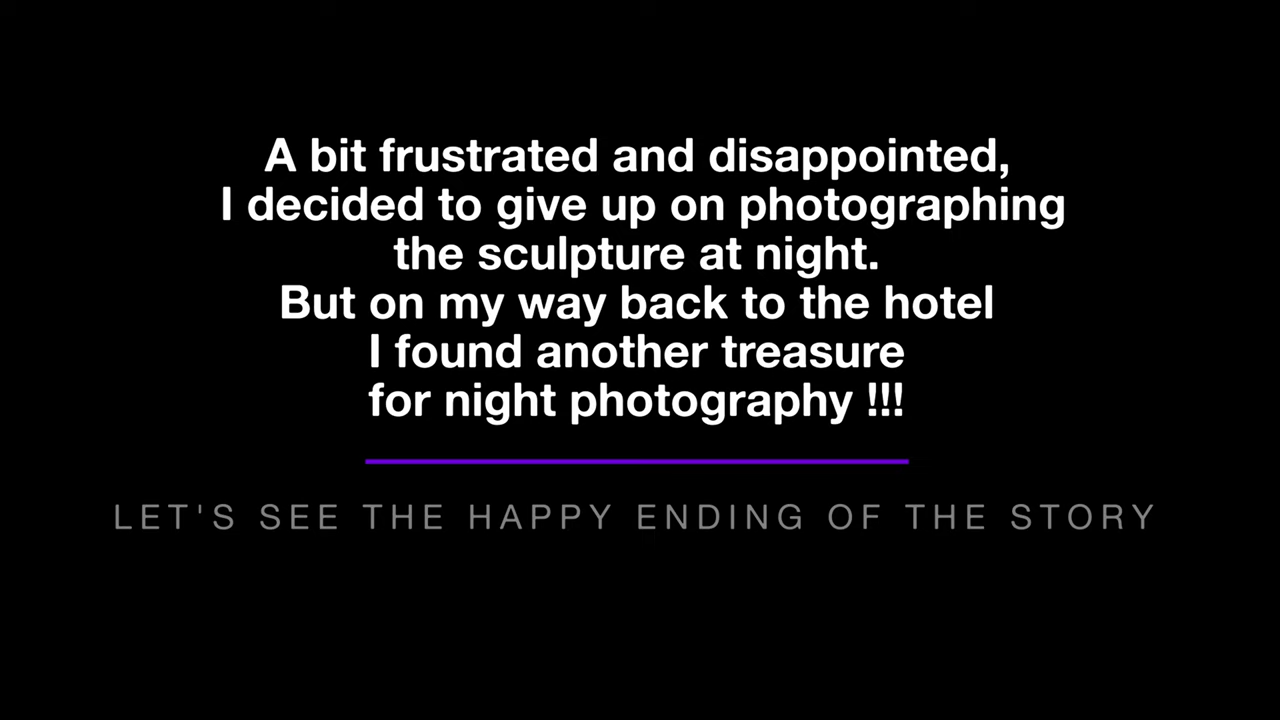 A bit frustrated and disappointed,
I decided to give up on photographing
the sculpture at night.
But on my way back to the hotel
I found another treasure
for night photography !!!
LET'S SEE THE HAPPY ENDING OF THE STORY